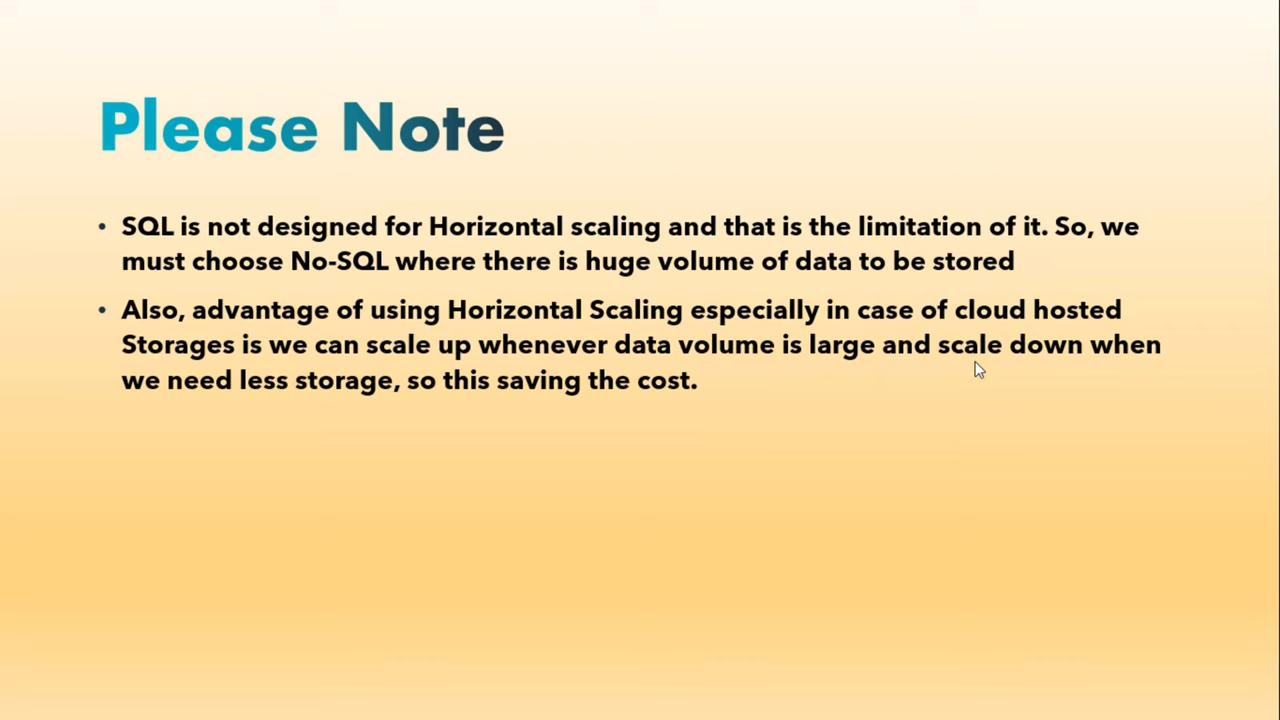 Please Note
• SQL is not designed for Horizontal scaling and that is the limitation of it. So, we
must choose No-SQL where there is huge volume of data to be stored
• Also, advantage of using Horizontal Scaling especially in case of cloud hosted
Storages is we can scale up whenever data volume is large and scale down when
we need less storage, so this saving the cost.